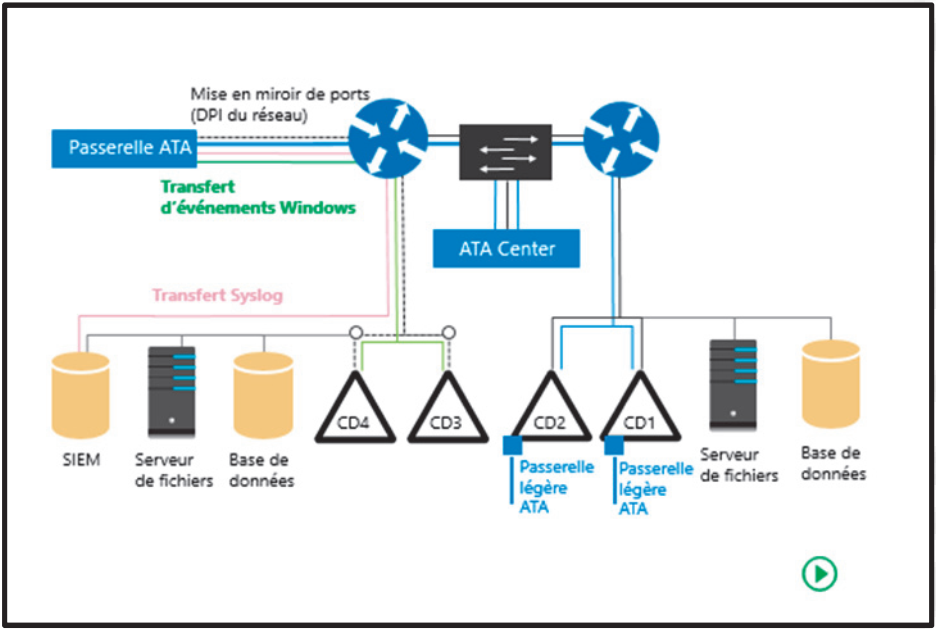 Mise en miroir de ports
(DPI du réseau)
Passerelle ATA
Transfert
d'événements Windows
ATA Center
Transfert Syslog
CD4
CD3
CD2
CD1
SIEM
Serveur
de fichiers
Base de
données
Passerelle
légère
ATA
Passerelle
légère
ATA
Serveur
de fichiers
Base de
données